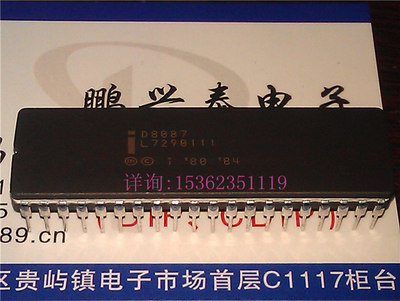 鹏兴泰电子
D8087
L7290111
i
Ⓜ © i '80 '84
详询:15362351119
89.cn
区贵屿镇电子市场首层C1117柜台